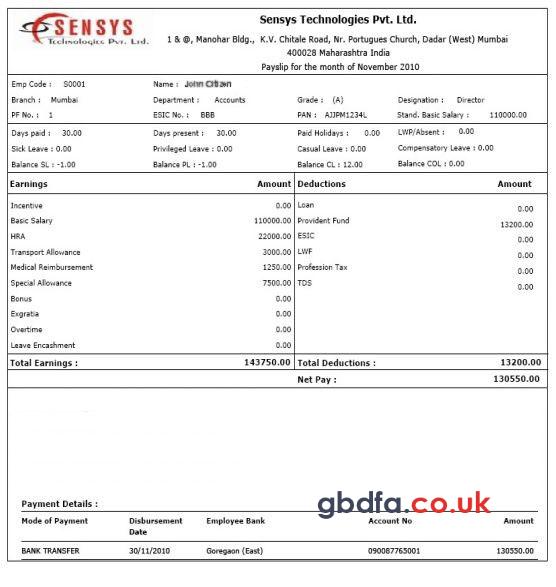 SENSYS
Technologies Pvt. Ltd.
Sensys Technologies Pvt. Ltd.
1 & @, Manohar Bldg., K.V. Chitale Road, Nr. Portugues Church, Dadar (West) Mumbai
400028 Maharashtra India
Payslip for the month of November 2010
Emp Code : S0001 Name : John Citizen
Branch : Mumbai Department : Accounts Grade : (A) Designation : Director
PF No. : 1 ESIC No. : BBB PAN : AJJPM1234L Stand. Basic Salary : 110000.00
Days paid : 30.00 Days present : 30.00 Paid Holidays : 0.00 LWP/Absent : 0.00
Sick Leave : 0.00 Privileged Leave : 0.00 Casual Leave : 0.00 Compensatory Leave : 0.00
Balance SL : -1.00 Balance PL : -1.00 Balance CL : 12.00 Balance COL : 0.00
Earnings Amount Deductions Amount
Incentive 0.00 Loan 0.00
Basic Salary 110000.00 Provident Fund 13200.00
HRA 22000.00 ESIC 0.00
Transport Allowance 3000.00 LWF 0.00
Medical Reimbursement 1250.00 Profession Tax 0.00
Special Allowance 7500.00 TDS 0.00
Bonus 0.00
Exgratia 0.00
Overtime 0.00
Leave Encashment 0.00
Total Earnings : 143750.00 Total Deductions : 13200.00
Net Pay : 130550.00
gbdfa.co.uk
Payment Details :
Mode of Payment Disbursement Employee Bank Account No Amount
Date
BANK TRANSFER 30/11/2010 Goregaon (East) 090087765001 130550.00